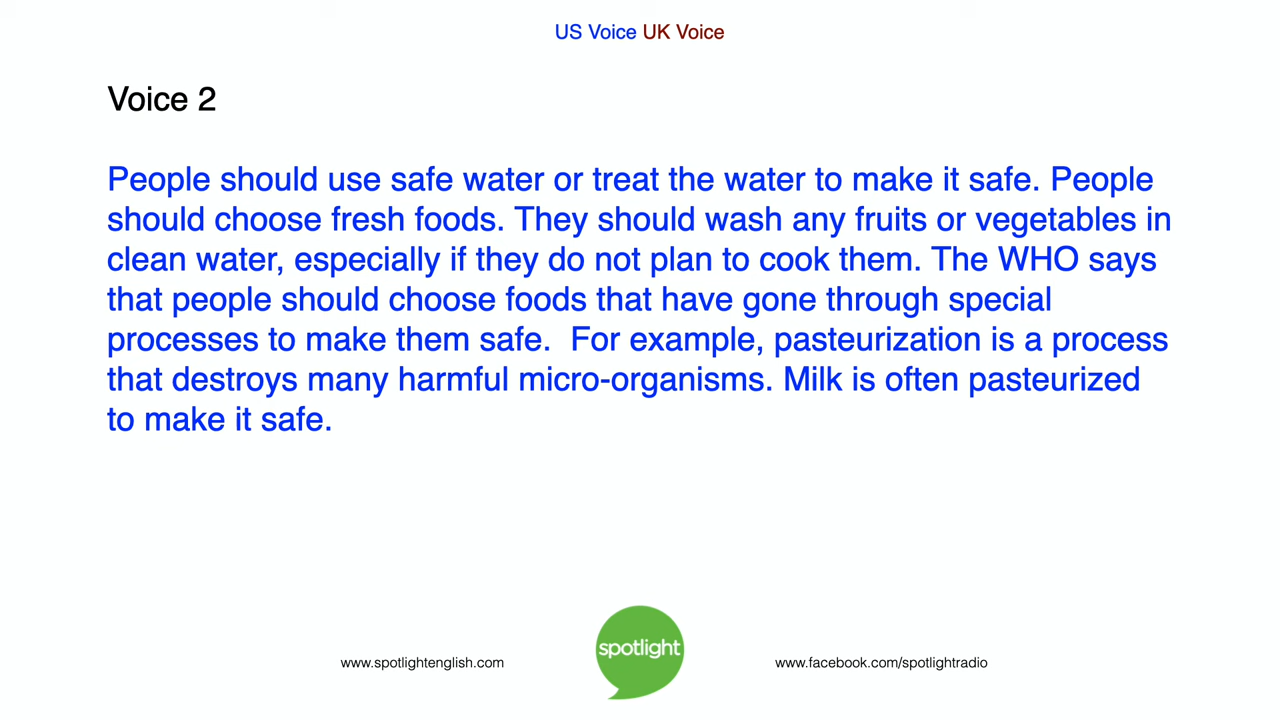 US Voice UK Voice
Voice 2
People should use safe water or treat the water to make it safe. People
should choose fresh foods. They should wash any fruits or vegetables in
clean water, especially if they do not plan to cook them. The WHO says
that people should choose foods that have gone through special
processes to make them safe.  For example, pasteurization is a process
that destroys many harmful micro-organisms. Milk is often pasteurized
to make it safe.
spotlight
www.spotlightenglish.com
www.facebook.com/spotlightradio